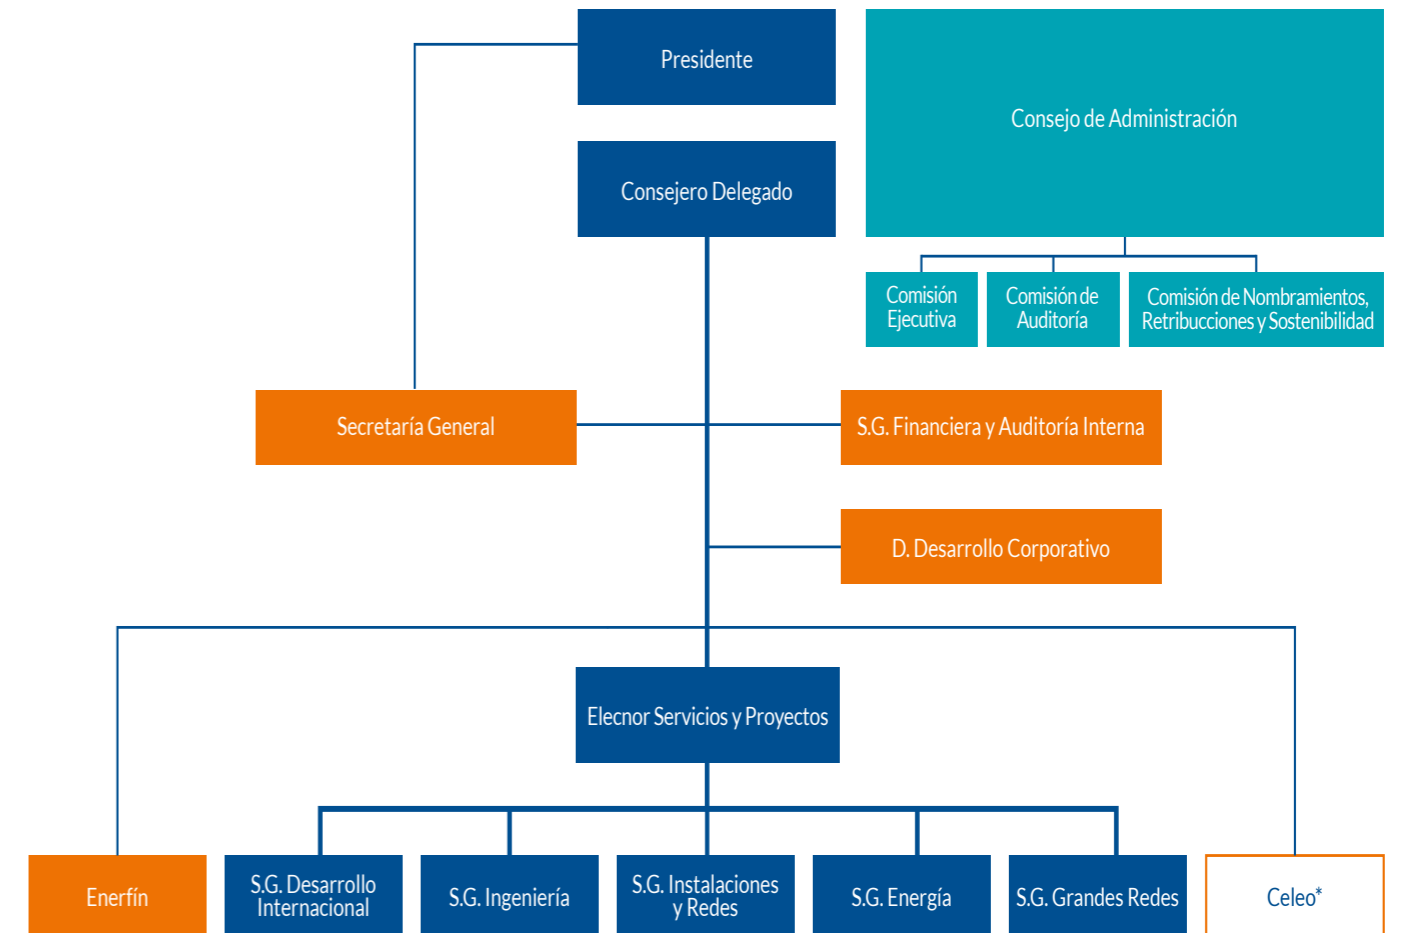 Presidente
Consejo de Administración
Consejero Delegado
Comisión
Ejecutiva
Comisión de
Auditoría
Comisión de Nombramientos,
Retribucciones y Sostenibilidad
Secretaría General
S.G. Financiera y Auditoría Interna
D. Desarrollo Corporativo
Elecnor Servicios y Proyectos
Enerfín
S.G. Desarrollo
Internacional
S.G. Ingeniería
S.G. Instalaciones
y Redes
S.G. Energía
S.G. Grandes Redes
Celeo*